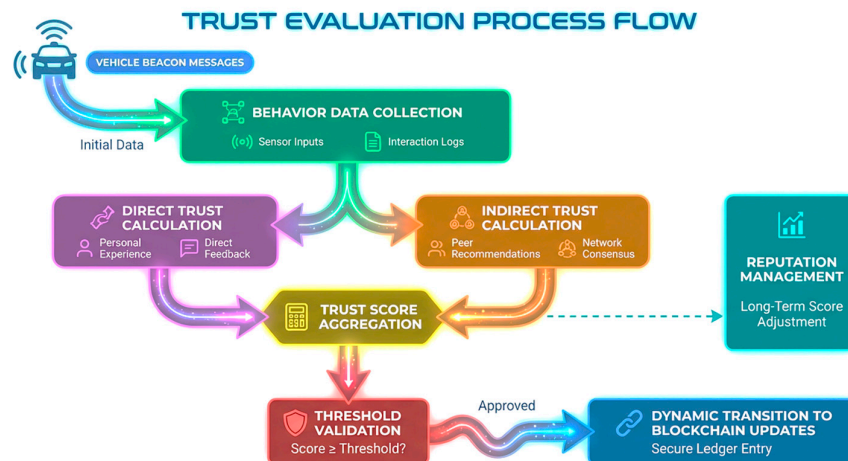 TRUST EVALUATION PROCESS FLOW
VEHICLE BEACON MESSAGES
Initial Data
BEHAVIOR DATA COLLECTION
Sensor Inputs
Interaction Logs
DIRECT TRUST
CALCULATION
Personal
Experience
Direct
Feedback
INDIRECT TRUST
CALCULATION
Peer
Recommendations
Network
Consensus
REPUTATION
MANAGEMENT
Long-Term Score
Adjustment
TRUST SCORE
AGGREGATION
THRESHOLD
VALIDATION
Score ≥ Threshold?
Approved
DYNAMIC TRANSITION TO
BLOCKCHAIN UPDATES
Secure Ledger Entry